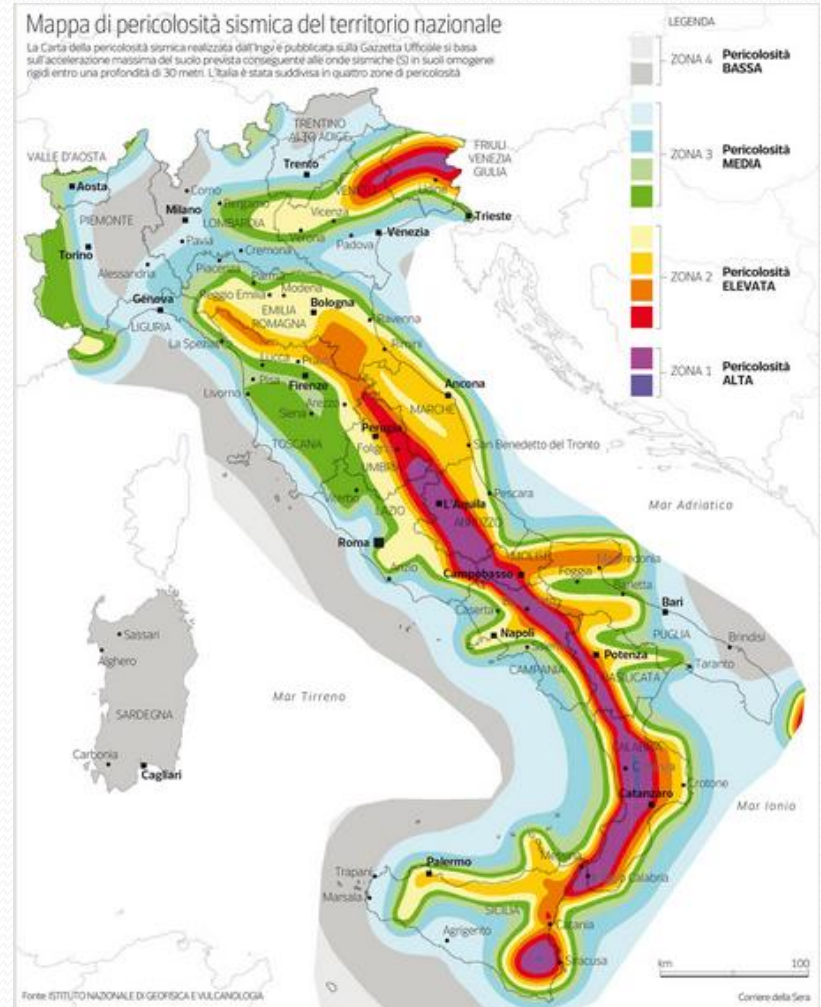 Mappa di pericolosità sismica del territorio nazionale
La Carta della pericolosità sismica realizzata dall'Ingv e pubblicata sulla Gazzetta Ufficiale si basa
sull'accelerazione massima del suolo prevista conseguente alle onde sismiche (S) in suoli omogenei
rigidi entro una profondità di 30 metri. L'Italia è stata suddivisa in quattro zone di pericolosità
LEGENDA
ZONA 4 Pericolosità
BASSA
ZONA 3 Pericolosità
MEDIA
ZONA 2 Pericolosità
ELEVATA
ZONA 1 Pericolosità
ALTA
TRENTINO
ALTO ADIGE
Trento
FRIULI
VENEZIA
GIULIA
VALLE D'AOSTA
Aosta
Como
Bergamo
VENETO
Udine
PIEMONTE
Milano
LOMBARDIA
Vicenza
Trieste
Verona
Padova
Venezia
Torino
Pavia
Cremona
Alessandria
Piacenza
Parma
Genova
Reggio Emilia
Modena
Bologna
LIGURIA
EMILIA
ROMAGNA
Ravenna
La Spezia
Rimini
Lucca
Prato
Pisa
Firenze
Livorno
Arezzo
Ancona
Siena
MARCHE
TOSCANA
Perugia
Foligno
San Benedetto del Tronto
UMBRIA
Viterbo
LAZIO
L'Aquila
Pescara
ABRUZZO
Mar Adriatico
Roma
MOLISE
Manfredonia
Anzio
Campobasso
Foggia
Barletta
Caserta
Bari
Napoli
PUGLIA
Brindisi
Sassari
Alghero
CAMPANIA
Potenza
BASILICATA
Taranto
SARDEGNA
Mar Tirreno
Carbonia
Cagliari
CALABRIA
Crotone
Catanzaro
Mar Ionio
Messina
Palermo
Trapani
Reggio Calabria
Marsala
SICILIA
Catania
Agrigento
Siracusa
km 100
Fonte ISTITUTO NAZIONALE DI GEOFISICA E VULCANOLOGIA
Corriere della Sera